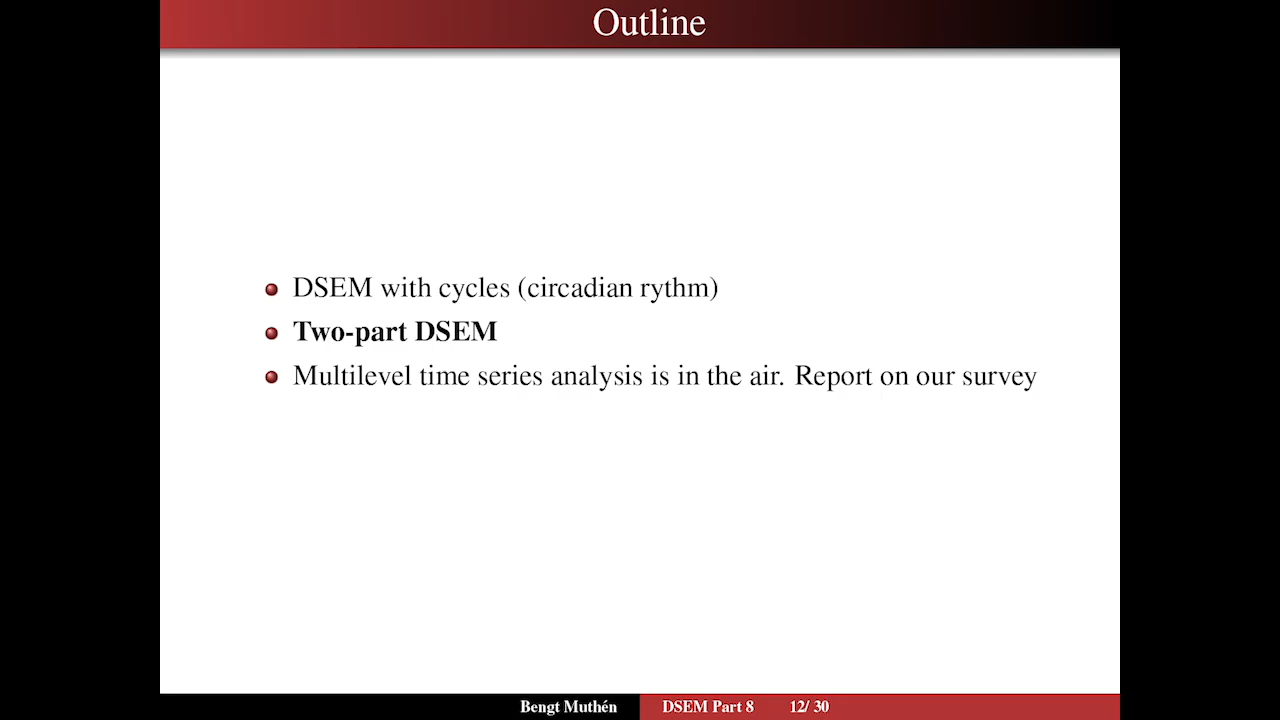 Outline
DSEM with cycles (circadian rythm)
Two-part DSEM
Multilevel time series analysis is in the air. Report on our survey
Bengt Muthén DSEM Part 8 12/ 30